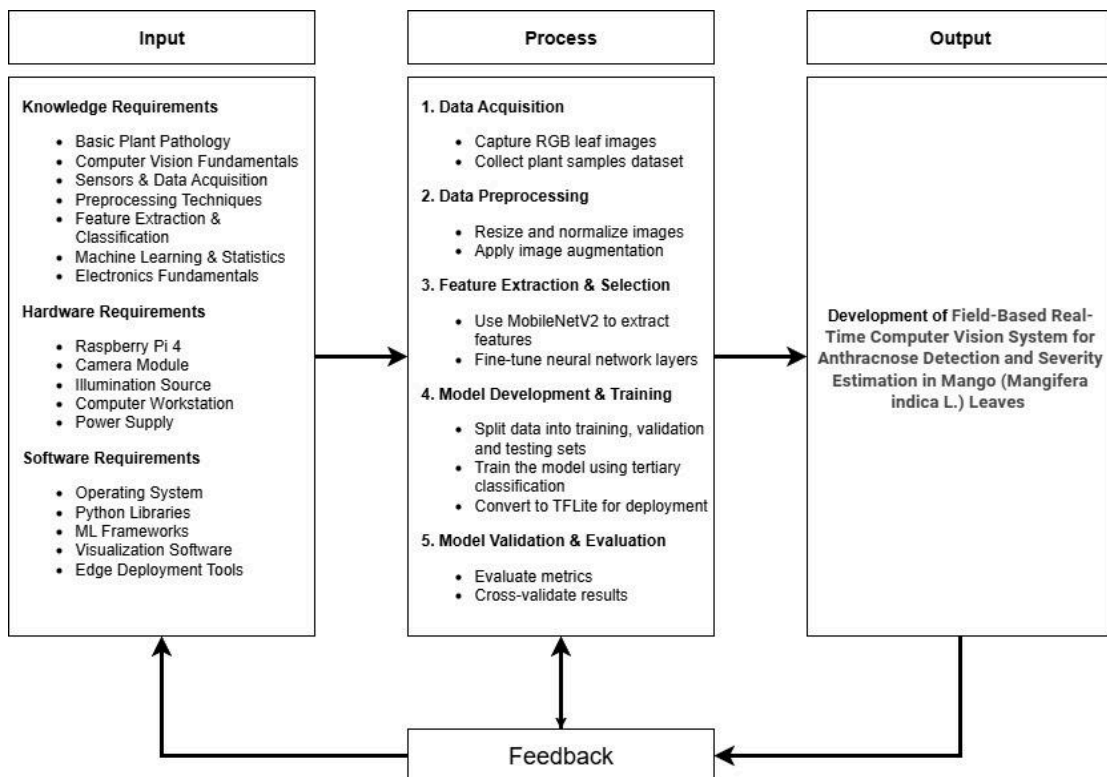 Input
Knowledge Requirements
Basic Plant Pathology
Computer Vision Fundamentals
Sensors & Data Acquisition
Preprocessing Techniques
Feature Extraction &
Classification
Machine Learning & Statistics
Electronics Fundamentals
Hardware Requirements
Raspberry Pi 4
Camera Module
Illumination Source
Computer Workstation
Power Supply
Software Requirements
Operating System
Python Libraries
ML Frameworks
Visualization Software
Edge Deployment Tools
Process
1. Data Acquisition
Capture RGB leaf images
Collect plant samples dataset
2. Data Preprocessing
Resize and normalize images
Apply image augmentation
3. Feature Extraction & Selection
Use MobileNetV2 to extract
features
Fine-tune neural network layers
4. Model Development & Training
Split data into training, validation
and testing sets
Train the model using tertiary
classification
Convert to TFLite for deployment
5. Model Validation & Evaluation
Evaluate metrics
Cross-validate results
Output
Development of Field-Based Real-
Time Computer Vision System for
Anthracnose Detection and Severity
Estimation in Mango (Mangifera
indica L.) Leaves
Feedback